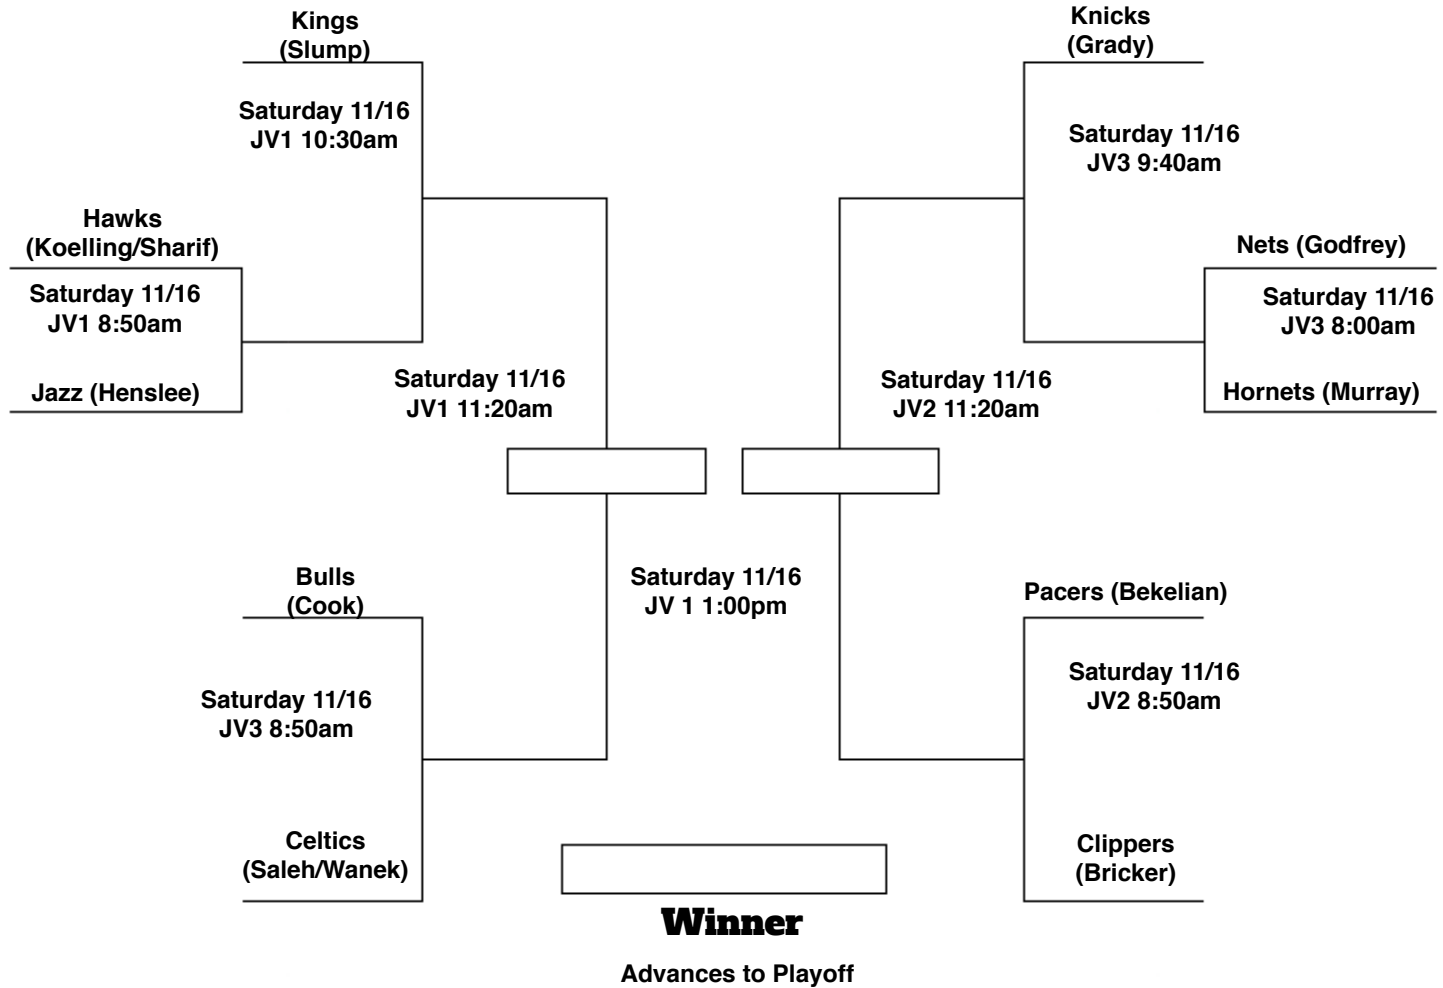 Kings
(Slump)
Saturday 11/16
JV1 10:30am
Hawks
(Koelling/Sharif)
Saturday 11/16
JV1 8:50am
Jazz (Henslee)
Saturday 11/16
JV1 11:20am
Bulls
(Cook)
Saturday 11/16
JV3 8:50am
Celtics
(Saleh/Wanek)
Knicks
(Grady)
Saturday 11/16
JV3 9:40am
Nets (Godfrey)
Saturday 11/16
JV3 8:00am
Hornets (Murray)
Saturday 11/16
JV2 11:20am
Pacers (Bekelian)
Saturday 11/16
JV2 8:50am
Clippers
(Bricker)
Saturday 11/16
JV 1 1:00pm
Winner
Advances to Playoff